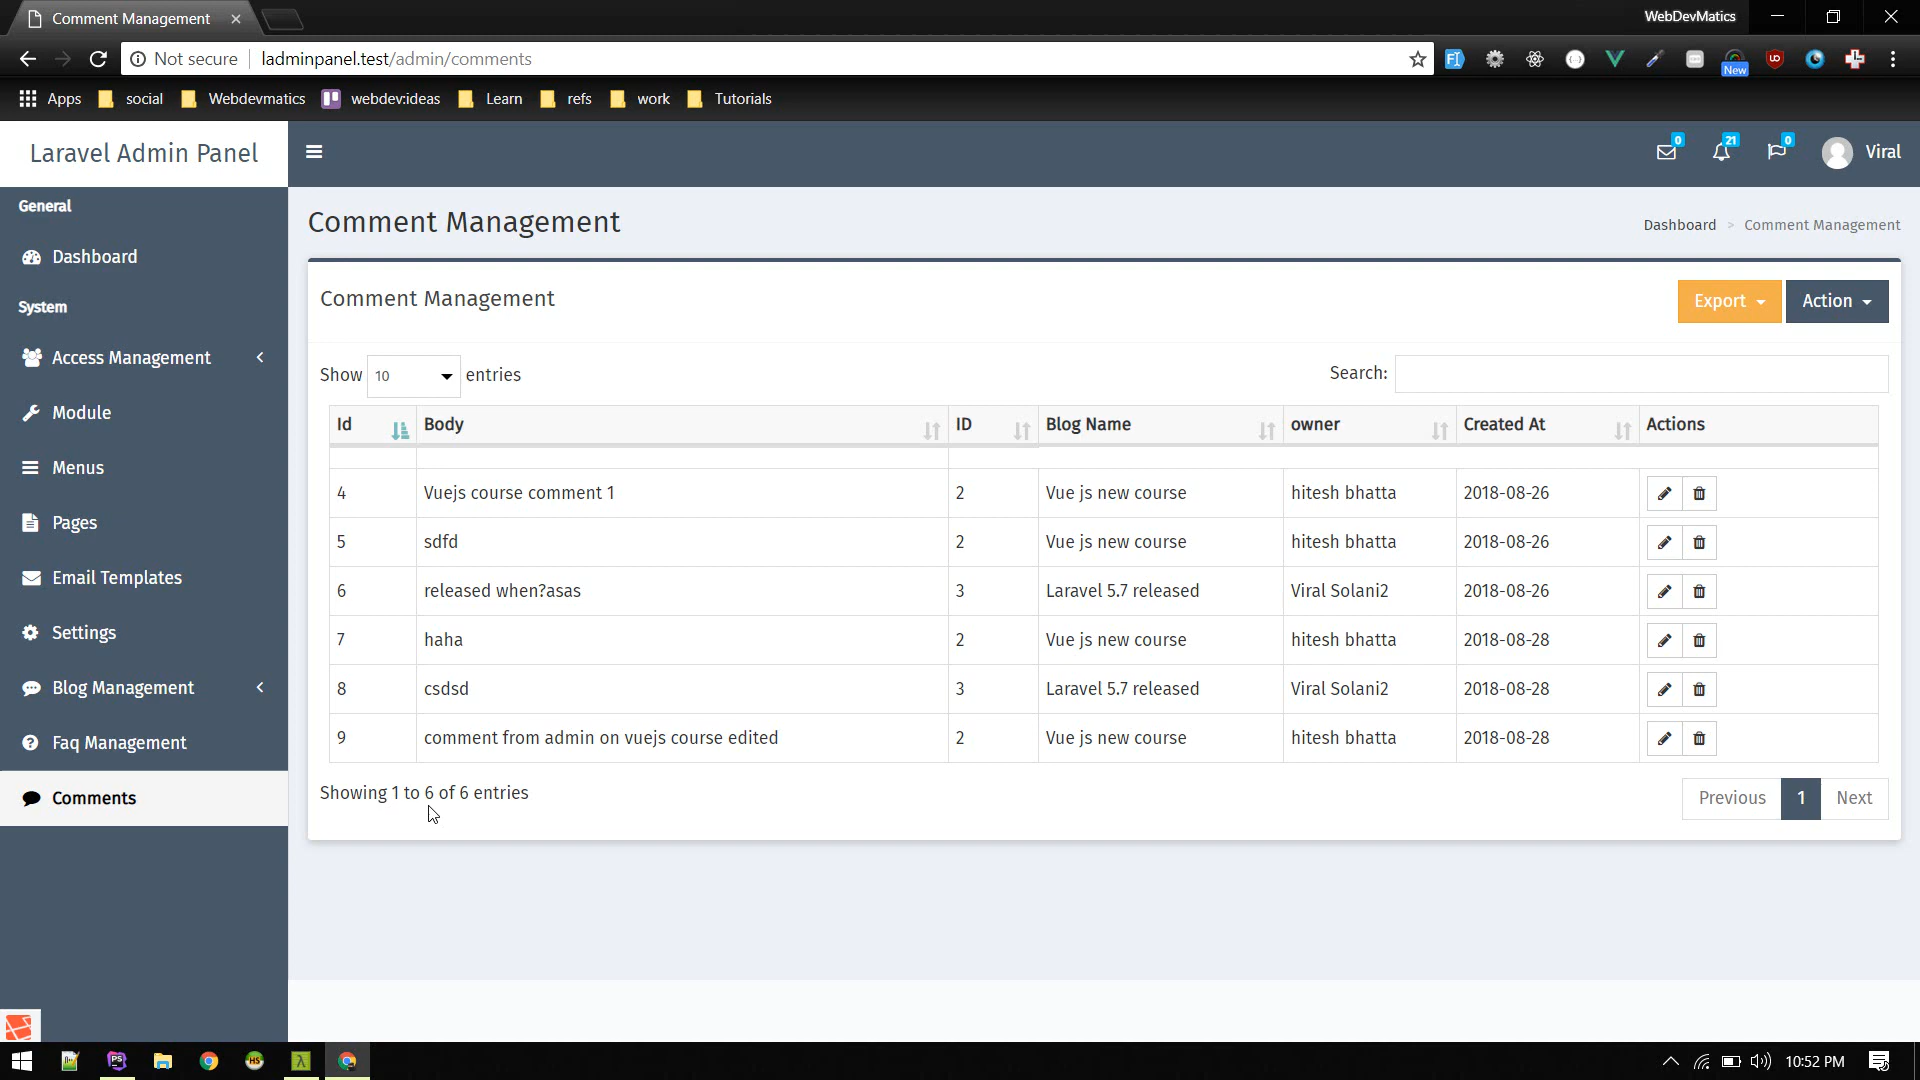 Comment Management
WebDevMatics
Not secure
ladminpanel.test/admin/comments
New
Apps social Webdevmatics webdev:ideas Learn refs work Tutorials
Laravel Admin Panel
0 21 0 Viral
General
Dashboard
System
Access Management
Module
Menus
Pages
Email Templates
Settings
Blog Management
Faq Management
Comments
Comment Management
Dashboard > Comment Management
Comment Management
Export Action
Show 10 entries
Search:
Id Body ID Blog Name owner Created At Actions
4 Vuejs course comment 1 2 Vue js new course hitesh bhatta 2018-08-26
5 sdfd 2 Vue js new course hitesh bhatta 2018-08-26
6 released when?asas 3 Laravel 5.7 released Viral Solani2 2018-08-26
7 haha 2 Vue js new course hitesh bhatta 2018-08-28
8 csdsd 3 Laravel 5.7 released Viral Solani2 2018-08-28
9 comment from admin on vuejs course edited 2 Vue js new course hitesh bhatta 2018-08-28
Showing 1 to 6 of 6 entries
Previous 1 Next
10:52 PM